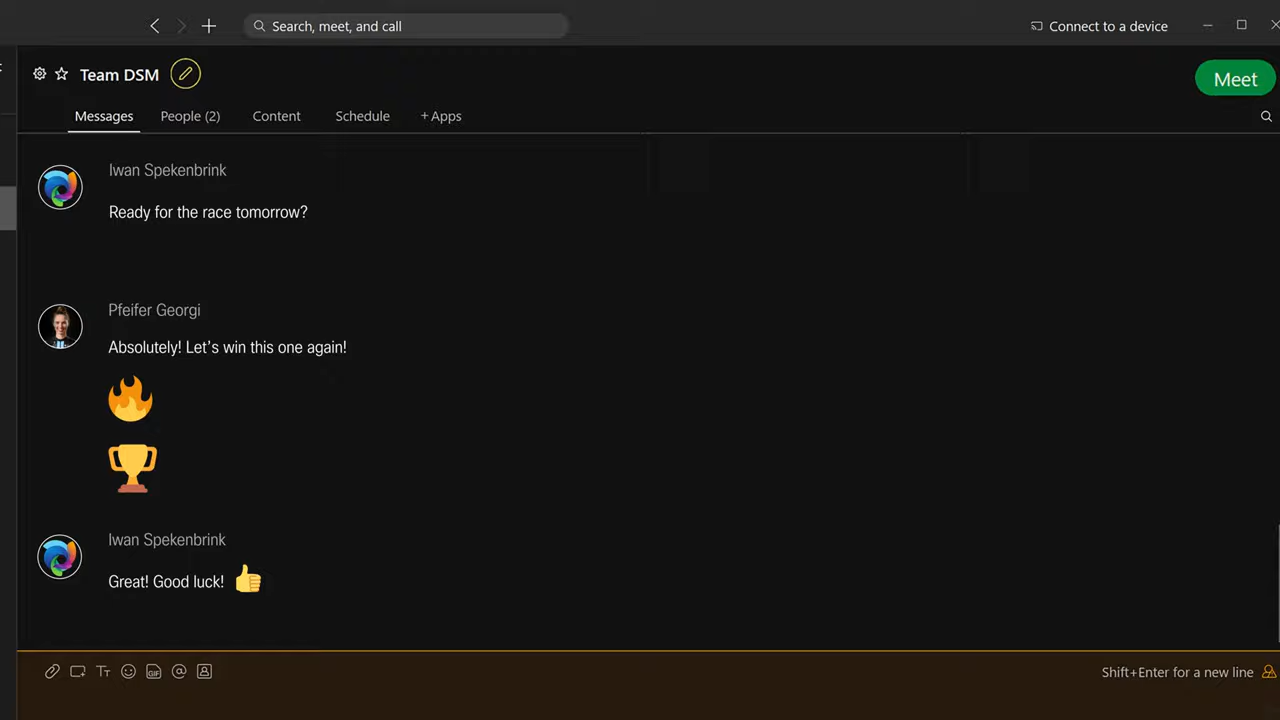 Search, meet, and call
Connect to a device
Team DSM
Meet
Messages
People (2)
Content
Schedule
+ Apps
Iwan Spekenbrink
Ready for the race tomorrow?
Pfeifer Georgi
Absolutely! Let's win this one again!
Iwan Spekenbrink
Great! Good luck!
Tт
GIF
@
Shift+Enter for a new line